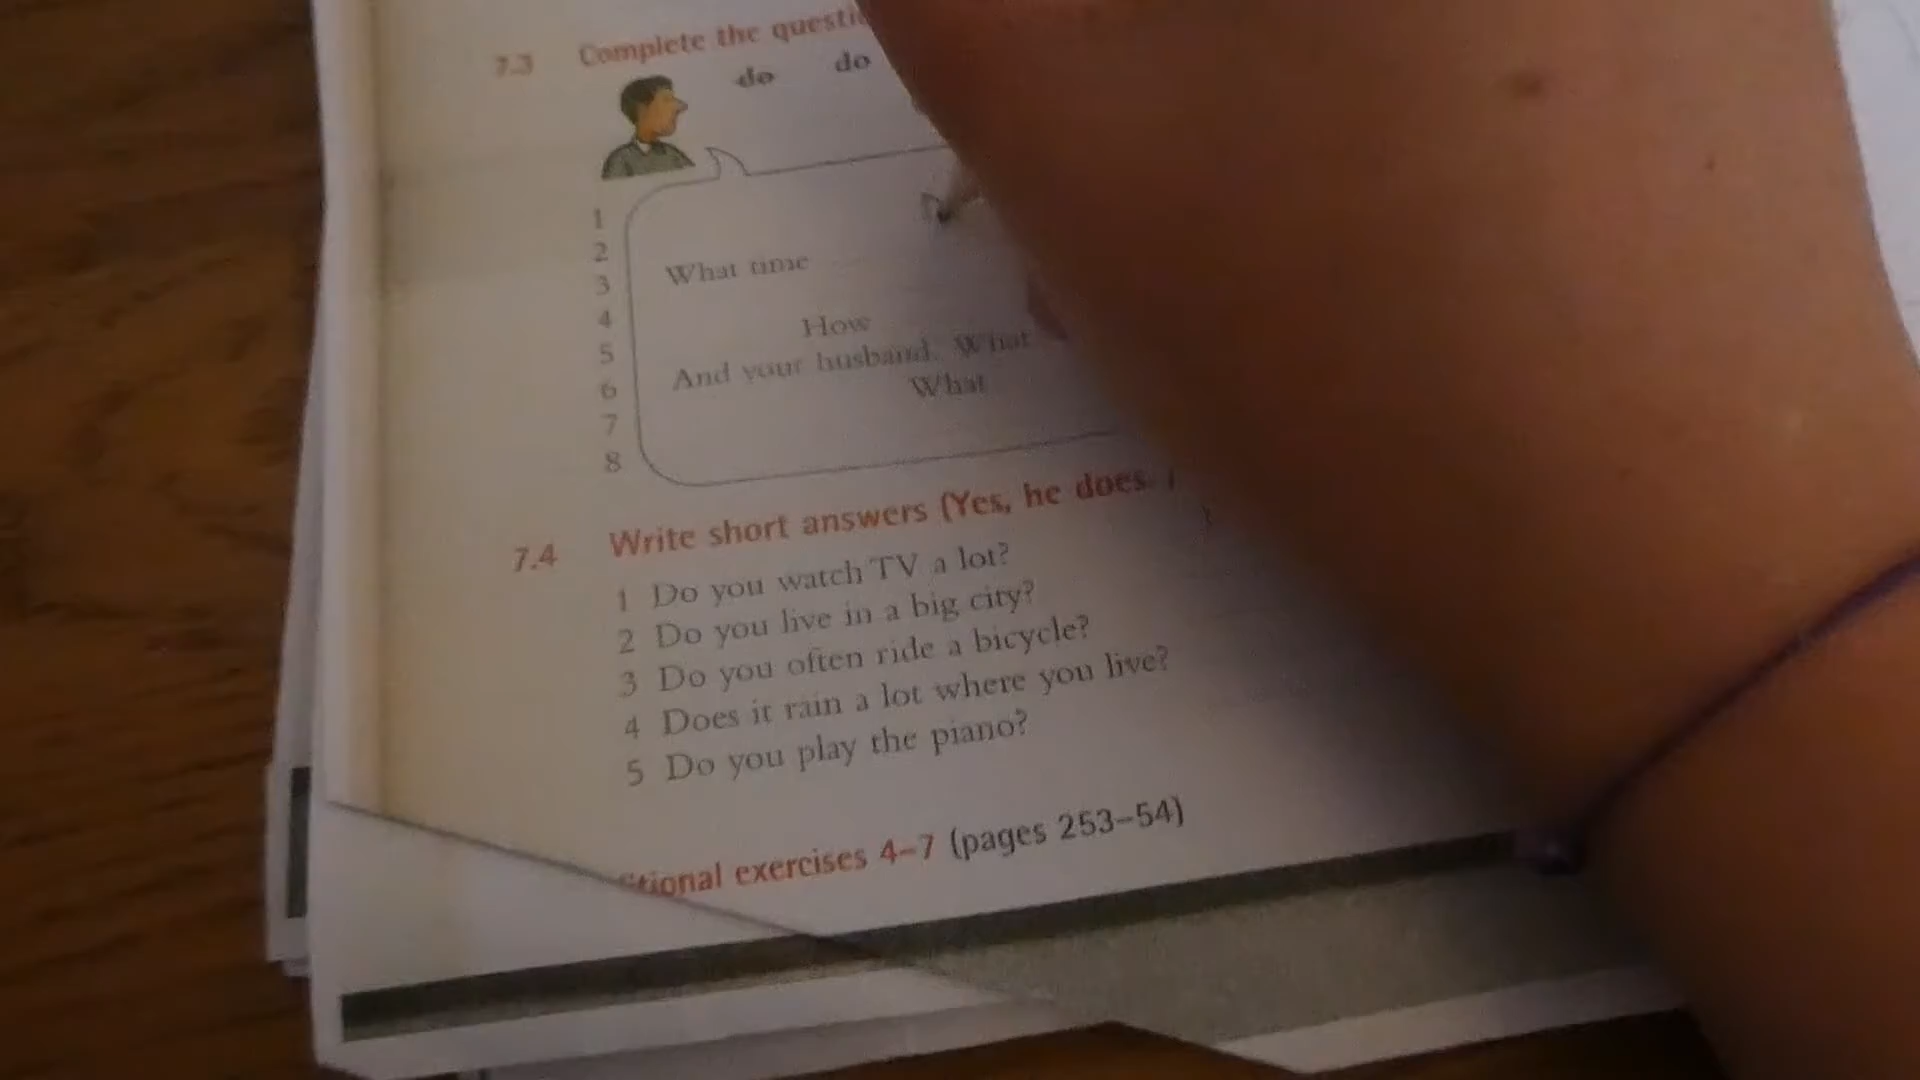 7.3 Complete the questi
do do
1
2 What time
3
4 How
5 And your husband. What
6 What
7
8
7.4 Write short answers (Yes, he does.
1 Do you watch TV a lot?
2 Do you live in a big city?
3 Do you often ride a bicycle?
4 Does it rain a lot where you live?
5 Do you play the piano?
tional exercises 4–7 (pages 253–54)